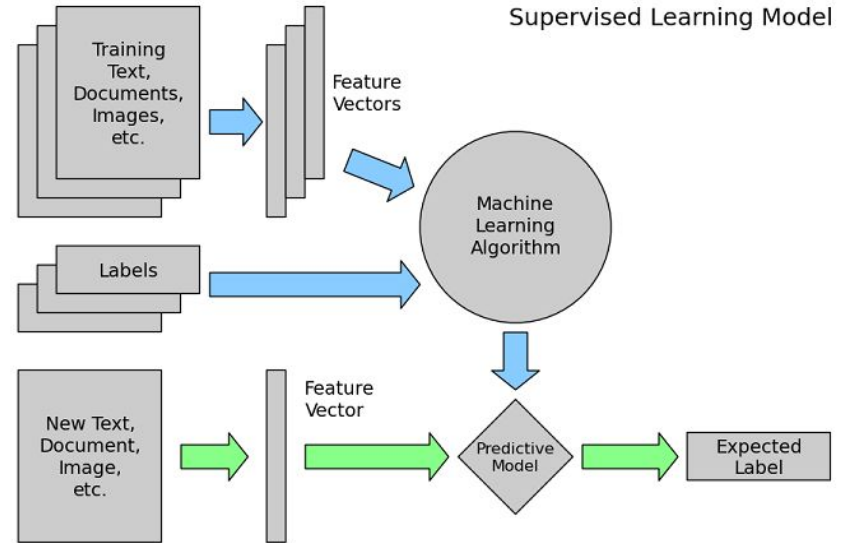 Supervised Learning Model
Training
Text,
Documents,
Images,
etc.
Feature
Vectors
Machine
Learning
Algorithm
Labels
New Text,
Document,
Image,
etc.
Feature
Vector
Predictive
Model
Expected
Label